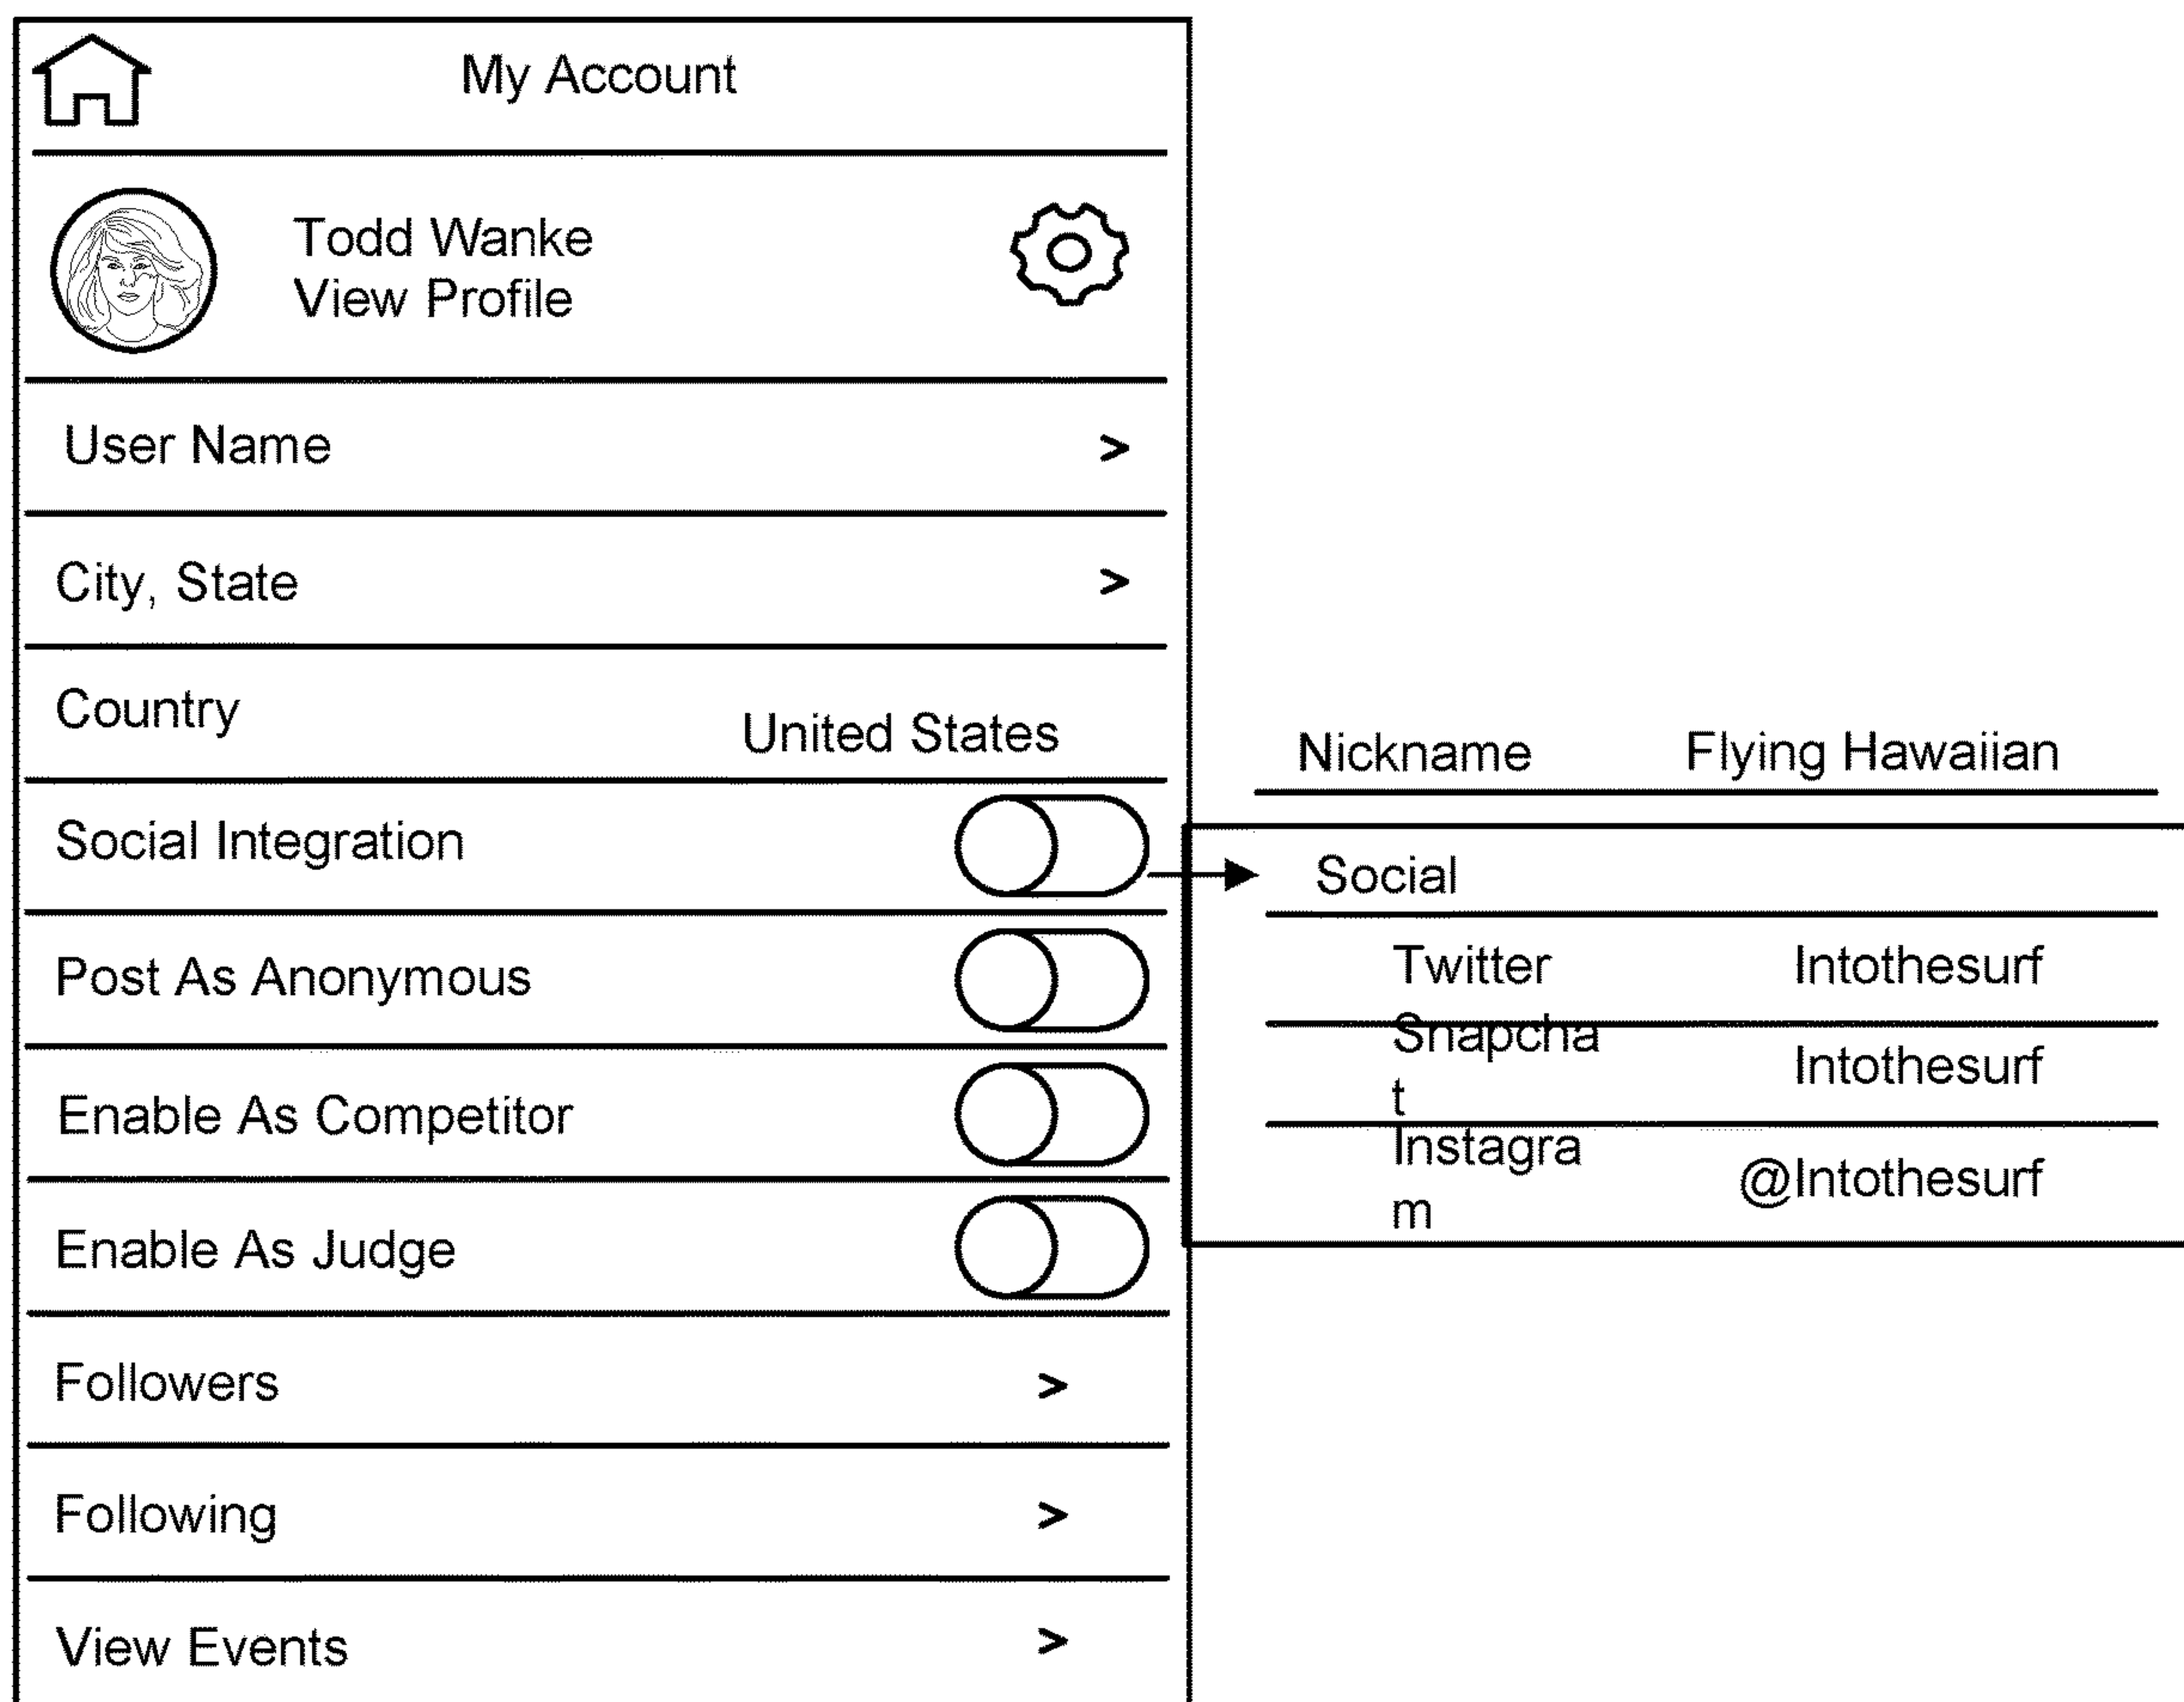 My Account
Todd Wanke
View Profile
User Name >
City, State >
Country United States
Social Integration
Post As Anonymous
Enable As Competitor
Enable As Judge
Followers >
Following >
View Events >
Nickname Flying Hawaiian
Social
Twitter Intothesurf
Snapcha
t
Intothesurf
Instagra
m
@Intothesurf